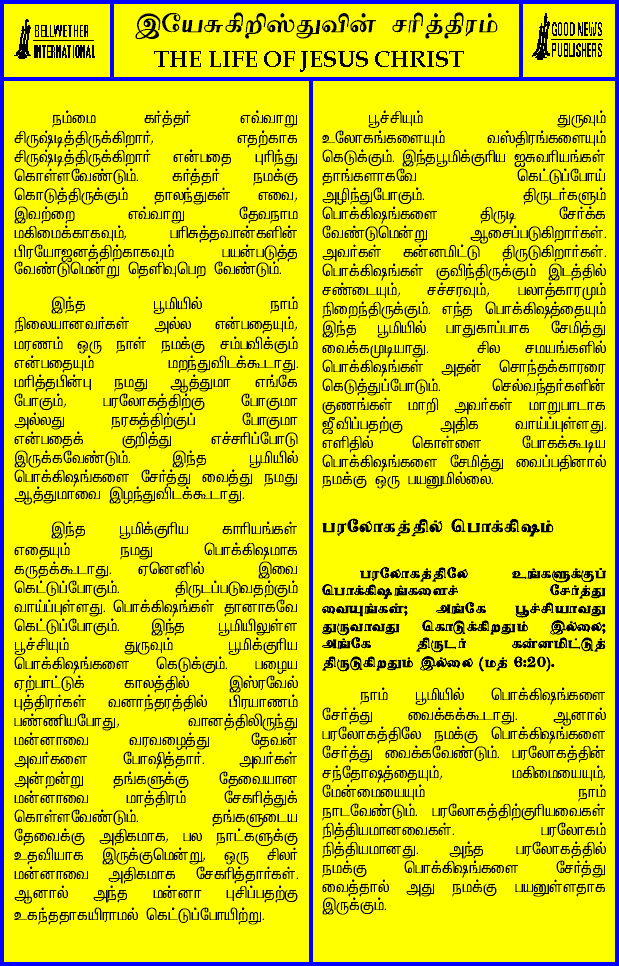 BELLWETHER
INTERNATIONAL
இயேசுகிறிஸ்துவின் சரித்திரம்
THE LIFE OF JESUS CHRIST
GOOD NEWS
PUBLISHERS
நம்மை கர்த்தர் எவ்வாறு
சிருஷ்டித்திருக்கிறார், எதற்காக
சிருஷ்டித்திருக்கிறார் என்பதை புரிந்து
கொள்ளவேண்டும். கர்த்தர் நமக்கு
கொடுத்திருக்கும் தாலந்துகள் எவை,
இவற்றை எவ்வாறு தேவநாம
மகிமைக்காகவும், பரிசுத்தவான்களின்
பிரயோஜனத்திற்காகவும் பயன்படுத்த
வேண்டுமென்று தெளிவுபெற வேண்டும்.
இந்த பூமியில் நாம்
நிலையானவர்கள் அல்ல என்பதையும்,
மரணம் ஒரு நாள் நமக்கு சம்பவிக்கும்
என்பதையும் மறந்துவிடக்கூடாது.
மரித்தபின்பு நமது ஆத்துமா எங்கே
போகும், பரலோகத்திற்கு போகுமா
அல்லது நரகத்திற்குப் போகுமா
என்பதைக் குறித்து எச்சரிப்போடு
இருக்கவேண்டும். இந்த பூமியில்
பொக்கிஷங்களை சேர்த்து வைத்து நமது
ஆத்துமாவை இழந்துவிடக்கூடாது.
இந்த பூமிக்குரிய காரியங்கள்
எதையும் நமது பொக்கிஷமாக
கருதக்கூடாது. ஏனெனில் இவை
கெட்டுப்போகும். திருடப்படுவதற்கும்
வாய்ப்புள்ளது. பொக்கிஷங்கள் தானாகவே
கெட்டுப்போகும். இந்த பூமியிலுள்ள
பூச்சியும் துருவும் பூமிக்குரிய
பொக்கிஷங்களை கெடுக்கும். பழைய
ஏற்பாட்டுக் காலத்தில் இஸ்ரவேல்
புத்திரர்கள் வனாந்தரத்தில் பிரயாணம்
பண்ணியபோது, வானத்திலிருந்து
மன்னாவை வரவழைத்து தேவன்
அவர்களை போஷித்தார். அவர்கள்
அன்றன்று தங்களுக்கு தேவையான
மன்னாவை மாத்திரம் சேகரித்துக்
கொள்ளவேண்டும். தங்களுடைய
தேவைக்கு அதிகமாக, பல நாட்களுக்கு
உதவியாக இருக்குமென்று, ஒரு சிலர்
மன்னாவை அதிகமாக சேகரித்தார்கள்.
ஆனால் அந்த மன்னா புசிப்பதற்கு
உகந்ததாகயிராமல் கெட்டுப்போயிற்று.
பூச்சியும் துருவும்
உலோகங்களையும் வஸ்திரங்களையும்
கெடுக்கும். இந்தபூமிக்குரிய ஐசுவரியங்கள்
தாங்களாகவே கெட்டுப்போய்
அழிந்துபோகும். திருடர்களும்
பொக்கிஷங்களை திருடி சேர்க்க
வேண்டுமென்று ஆசைப்படுகிறார்கள்.
அவர்கள் கன்னமிட்டு திருடுகிறார்கள்.
பொக்கிஷங்கள் குவிந்திருக்கும் இடத்தில்
சண்டையும், சச்சரவும், பலாத்காரமும்
நிறைந்திருக்கும். எந்த பொக்கிஷத்தையும்
இந்த பூமியில் பாதுகாப்பாக சேமித்து
வைக்கமுடியாது. சில சமயங்களில்
பொக்கிஷங்கள் அதன் சொந்தக்காரரை
கெடுத்துப்போடும். செல்வந்தர்களின்
குணங்கள் மாறி அவர்கள் மாறுபாடாக
ஜீவிப்பதற்கு அதிக வாய்ப்புள்ளது.
எளிதில் கொள்ளை போகக்கூடிய
பொக்கிஷங்களை சேமித்து வைப்பதினால்
நமக்கு ஒரு பயனுமில்லை.
பரலோகத்தில் பொக்கிஷம்
பரலோகத்திலே உங்களுக்குப்
பொக்கிஷங்களைச் சேர்த்து
வையுங்கள்; அங்கே பூச்சியாவது
துருவாவது கெடுக்கிறதும் இல்லை;
அங்கே திருடர் கன்னமிட்டுத்
திருடுகிறதும் இல்லை (மத் 6:20).
நாம் பூமியில் பொக்கிஷங்களை
சேர்த்து வைக்கக்கூடாது. ஆனால்
பரலோகத்திலே நமக்கு பொக்கிஷங்களை
சேர்த்து வைக்கவேண்டும். பரலோகத்தின்
சந்தோஷத்தையும், மகிமையையும்,
மேன்மையையும் நாம்
நாடவேண்டும். பரலோகத்திற்குரியவைகள்
நித்தியமானவைகள். பரலோகம்
நித்தியமானது. அந்த பரலோகத்தில்
நமக்கு பொக்கிஷங்களை சேர்த்து
வைத்தால் அது நமக்கு பயனுள்ளதாக
இருக்கும்.